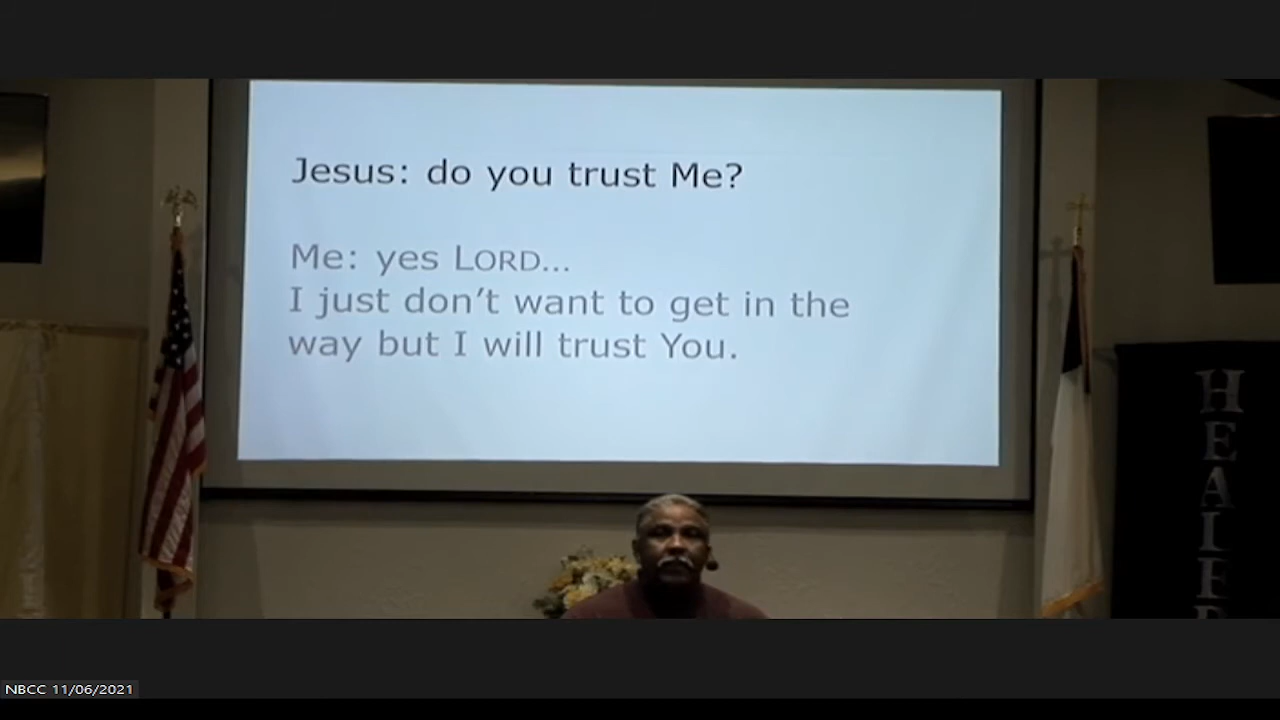 Jesus: do you trust Me?
Me: yes LORD...
I just don't want to get in the
way but I will trust You.
HEALER
NBCC 11/06/2021